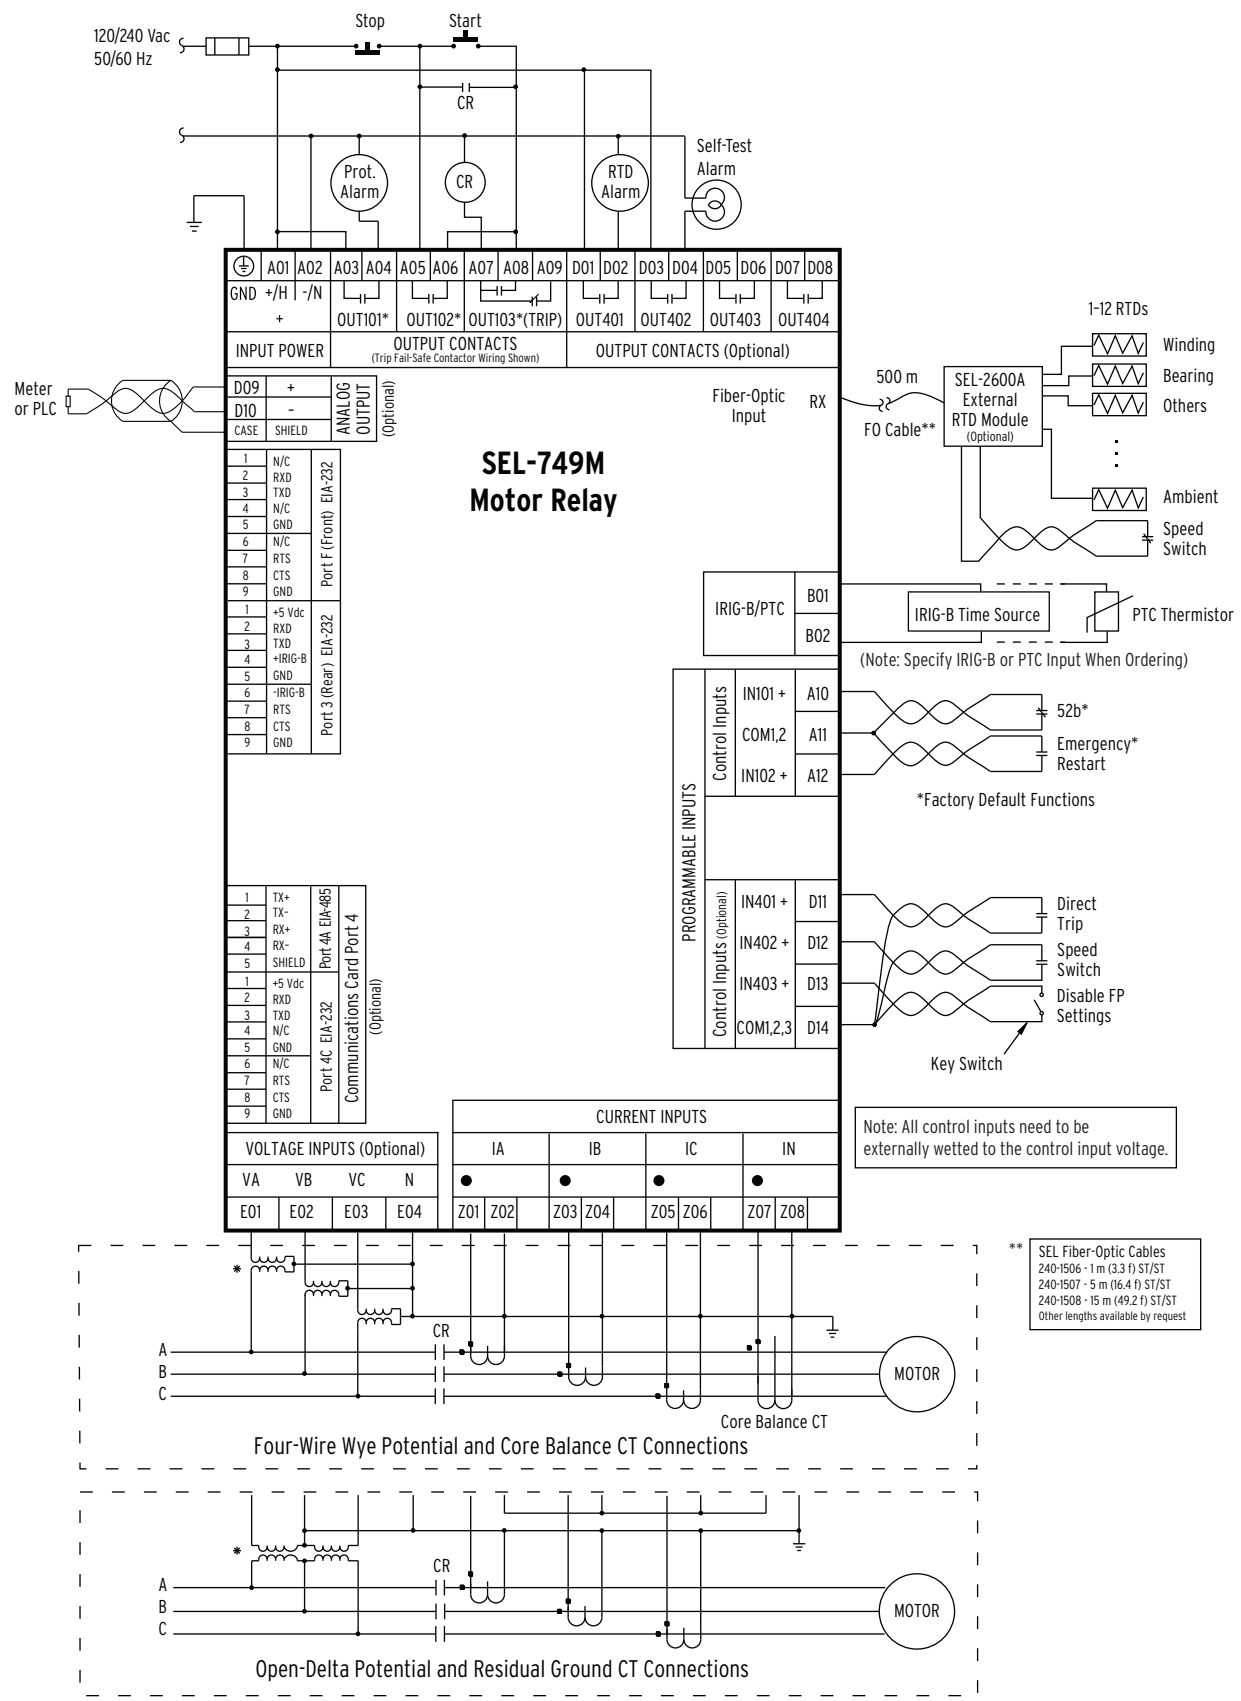 Stop
Start
120/240 Vac
50/60 Hz
CR
Self-Test
Alarm
Prot.
Alarm
CR
RTD
Alarm
A01 A02 A03 A04 A05 A06 A07 A08 A09 D01 D02 D03 D04 D05 D06 D07 D08
GND +/H -/N
+
OUT101* OUT102* OUT103*(TRIP) OUT401 OUT402 OUT403 OUT404
INPUT POWER
OUTPUT CONTACTS
(Trip Fail-Safe Contactor Wiring Shown)
OUTPUT CONTACTS (Optional)
Meter
or PLC
D09 +
D10 -
CASE SHIELD
ANALOG
OUTPUT
(Optional)
Fiber-Optic
Input
RX
500 m
FO Cable**
SEL-2600A
External
RTD Module
(Optional)
1-12 RTDs
Winding
Bearing
Others
Ambient
Speed
Switch
SEL-749M
Motor Relay
1 N/C
2 RXD
3 TXD
4 N/C
5 GND
6 N/C
7 RTS
8 CTS
9 GND
Port F (Front) EIA-232
1 +5 Vdc
2 RXD
3 TXD
4 +IRIG-B
5 GND
6 -IRIG-B
7 RTS
8 CTS
9 GND
Port 3 (Rear) EIA-232
IRIG-B/PTC
B01
B02
IRIG-B Time Source
PTC Thermistor
(Note: Specify IRIG-B or PTC Input When Ordering)
PROGRAMMABLE INPUTS
Control Inputs
IN101 + A10
COM1,2 A11
IN102 + A12
52b*
Emergency*
Restart
*Factory Default Functions
Control Inputs (Optional)
IN401 + D11
IN402 + D12
IN403 + D13
COM1,2,3 D14
Direct
Trip
Speed
Switch
Disable FP
Settings
Key Switch
1 TX+
2 TX-
3 RX+
4 RX-
5 SHIELD
Port 4A EIA-485
1 +5 Vdc
2 RXD
3 TXD
4 N/C
5 GND
6 N/C
7 RTS
8 CTS
9 GND
Port 4C EIA-232
Communications Card Port 4
(Optional)
Note: All control inputs need to be
externally wetted to the control input voltage.
CURRENT INPUTS
VOLTAGE INPUTS (Optional)
IA IB IC IN
VA VB VC N
E01 E02 E03 E04 Z01 Z02 Z03 Z04 Z05 Z06 Z07 Z08
** SEL Fiber-Optic Cables
240-1506 - 1 m (3.3 f) ST/ST
240-1507 - 5 m (16.4 f) ST/ST
240-1508 - 15 m (49.2 f) ST/ST
Other lengths available by request
*
CR
A
B
C
MOTOR
Core Balance CT
Four-Wire Wye Potential and Core Balance CT Connections
*
CR
A
B
C
MOTOR
Open-Delta Potential and Residual Ground CT Connections